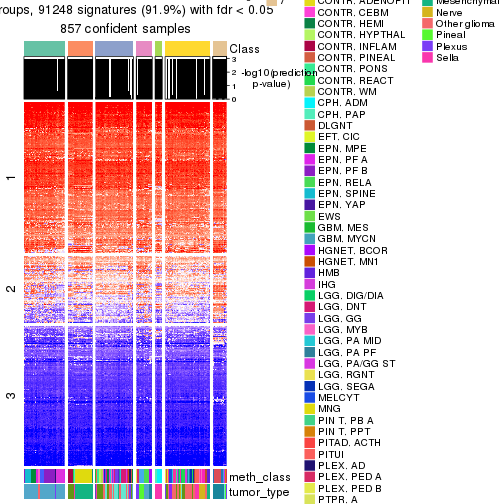 roups, 91248 signatures (91.9%) with fdr < 0.05
857 confident samples
Class
3
2
1
0
-log10(prediction
p-value)
1
2
3
meth_class
tumor_type
7
CONTR. ADENOPIT
CONTR. CEBM
CONTR. HEMI
CONTR. HYPTHAL
CONTR. INFLAM
CONTR. PINEAL
CONTR. PONS
CONTR. REACT
CONTR. WM
CPH. ADM
CPH. PAP
DLGNT
EFT. CIC
EPN. MPE
EPN. PF A
EPN. PF B
EPN. RELA
EPN. SPINE
EPN. YAP
EWS
GBM. MES
GBM. MYCN
HGNET. BCOR
HGNET. MN1
HMB
IHG
LGG. DIG/DIA
LGG. DNT
LGG. GG
LGG. MYB
LGG. PA MID
LGG. PA PF
LGG. PA/GG ST
LGG. RGNT
LGG. SEGA
MELCYT
MNG
PIN T. PB A
PIN T. PPT
PITAD. ACTH
PITUI
PLEX. AD
PLEX. PED A
PLEX. PED B
PTPR. A
Mesenchymal
Nerve
Other glioma
Pineal
Plexus
Sella